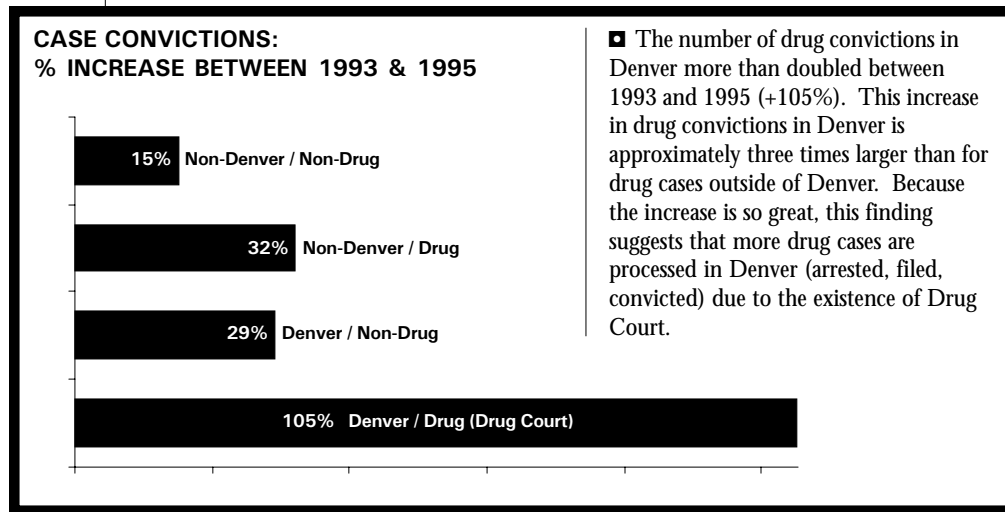 CASE CONVICTIONS:
% INCREASE BETWEEN 1993 & 1995
15% Non-Denver / Non-Drug
32% Non-Denver / Drug
29% Denver / Non-Drug
105% Denver / Drug (Drug Court)
The number of drug convictions in
Denver more than doubled between
1993 and 1995 (+105%). This increase
in drug convictions in Denver is
approximately three times larger than for
drug cases outside of Denver. Because
the increase is so great, this finding
suggests that more drug cases are
processed in Denver (arrested, filed,
convicted) due to the existence of Drug
Court.